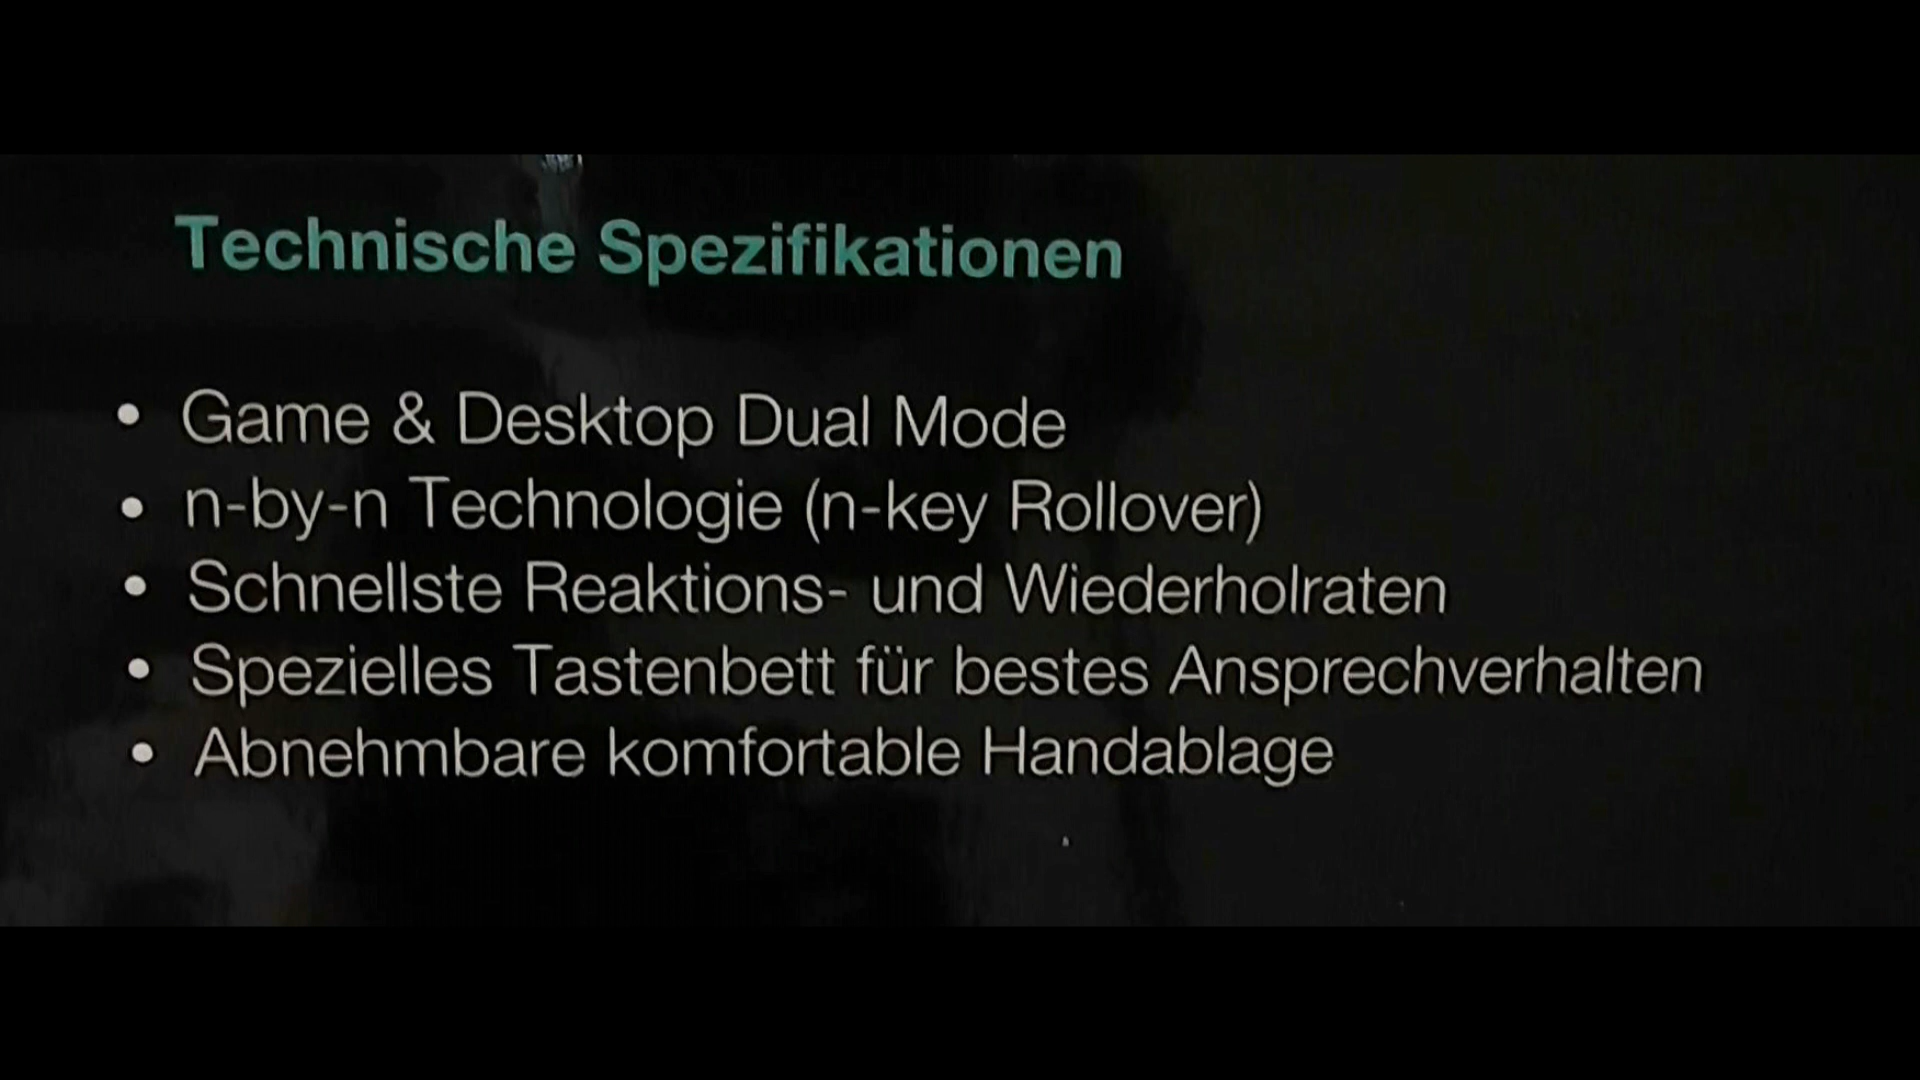 Technische Spezifikationen
• Game & Desktop Dual Mode
• n-by-n Technologie (n-key Rollover)
• Schnellste Reaktions- und Wiederholraten
• Spezielles Tastenbett für bestes Ansprechverhalten
• Abnehmbare komfortable Handablage